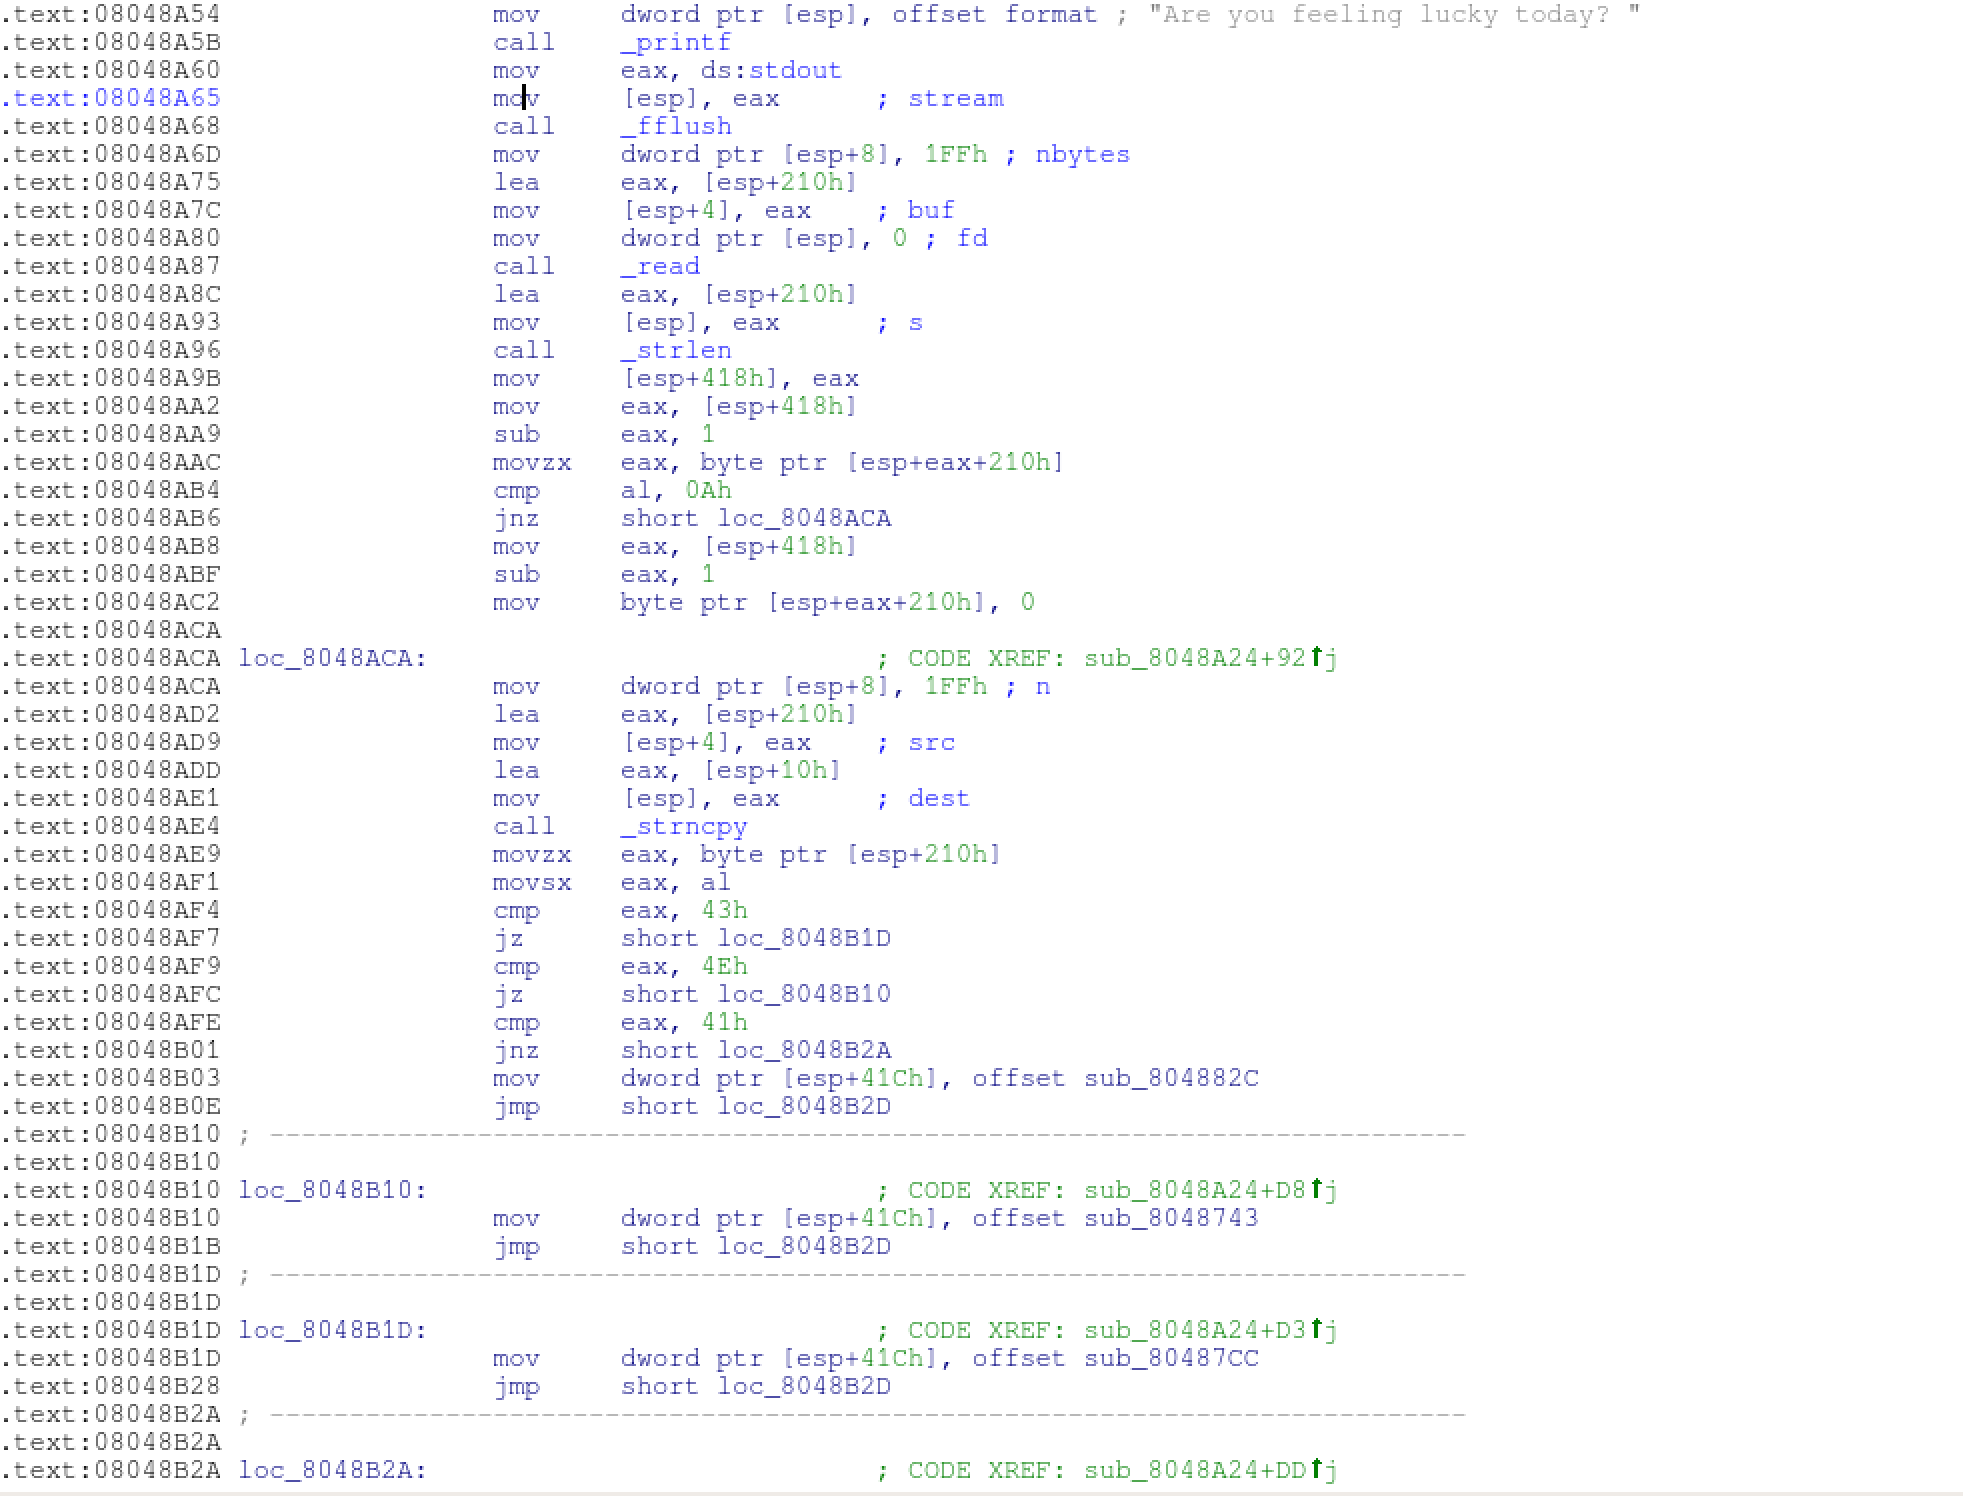 .text:08048A54 mov dword ptr [esp], offset format ; "Are you feeling lucky today? "
.text:08048A5B call _printf
.text:08048A60 mov eax, ds:stdout
.text:08048A65 mov [esp], eax ; stream
.text:08048A68 call _fflush
.text:08048A6D mov dword ptr [esp+8], 1FFh ; nbytes
.text:08048A75 lea eax, [esp+210h]
.text:08048A7C mov [esp+4], eax ; buf
.text:08048A80 mov dword ptr [esp], 0 ; fd
.text:08048A87 call _read
.text:08048A8C lea eax, [esp+210h]
.text:08048A93 mov [esp], eax ; s
.text:08048A96 call _strlen
.text:08048A9B mov [esp+418h], eax
.text:08048AA2 mov eax, [esp+418h]
.text:08048AA9 sub eax, 1
.text:08048AAC movzx eax, byte ptr [esp+eax+210h]
.text:08048AB4 cmp al, 0Ah
.text:08048AB6 jnz short loc_8048ACA
.text:08048AB8 mov eax, [esp+418h]
.text:08048ABF sub eax, 1
.text:08048AC2 mov byte ptr [esp+eax+210h], 0
.text:08048ACA
.text:08048ACA loc_8048ACA: ; CODE XREF: sub_8048A24+92↑j
.text:08048ACA mov dword ptr [esp+8], 1FFh ; n
.text:08048AD2 lea eax, [esp+210h]
.text:08048AD9 mov [esp+4], eax ; src
.text:08048ADD lea eax, [esp+10h]
.text:08048AE1 mov [esp], eax ; dest
.text:08048AE4 call _strncpy
.text:08048AE9 movzx eax, byte ptr [esp+210h]
.text:08048AF1 movsx eax, al
.text:08048AF4 cmp eax, 43h
.text:08048AF7 jz short loc_8048B1D
.text:08048AF9 cmp eax, 4Eh
.text:08048AFC jz short loc_8048B10
.text:08048AFE cmp eax, 41h
.text:08048B01 jnz short loc_8048B2A
.text:08048B03 mov dword ptr [esp+41Ch], offset sub_804882C
.text:08048B0E jmp short loc_8048B2D
.text:08048B10 ; ---------------------------------------------------------------------------
.text:08048B10
.text:08048B10 loc_8048B10: ; CODE XREF: sub_8048A24+D8↑j
.text:08048B10 mov dword ptr [esp+41Ch], offset sub_8048743
.text:08048B1B jmp short loc_8048B2D
.text:08048B1D ; ---------------------------------------------------------------------------
.text:08048B1D
.text:08048B1D loc_8048B1D: ; CODE XREF: sub_8048A24+D3↑j
.text:08048B1D mov dword ptr [esp+41Ch], offset sub_80487CC
.text:08048B28 jmp short loc_8048B2D
.text:08048B2A ; ---------------------------------------------------------------------------
.text:08048B2A
.text:08048B2A loc_8048B2A: ; CODE XREF: sub_8048A24+DD↑j